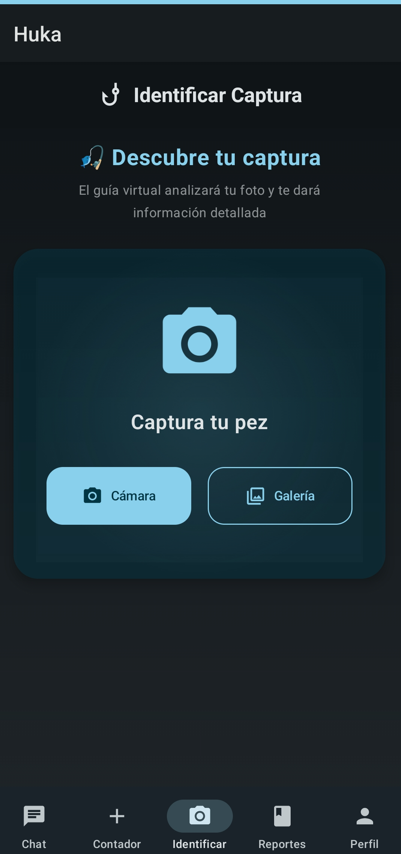 Huka
Identificar Captura
🎣 Descubre tu captura
El guía virtual analizará tu foto y te dará
información detallada
Captura tu pez
Cámara
Galería
Chat
Contador
Identificar
Reportes
Perfil